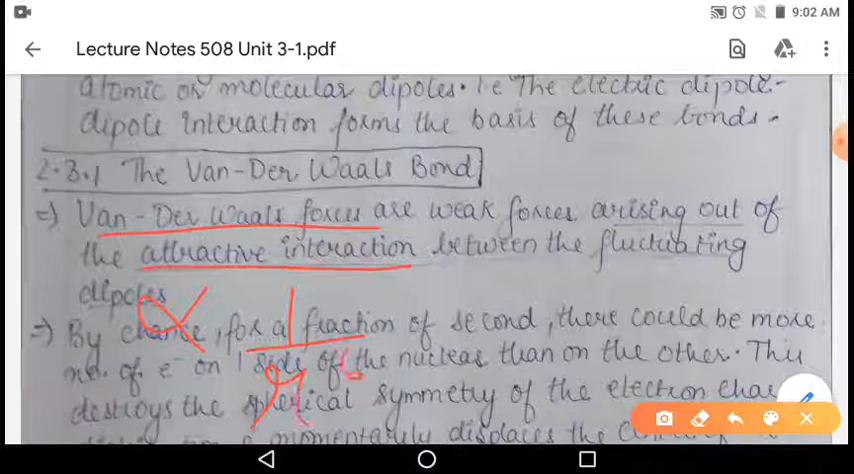 9:02 AM
Lecture Notes 508 Unit 3-1.pdf
atomic or molecular dipoles. i.e The electric dipole-
dipole interaction forms the basis of these bonds.
2.3.1 The Van-Der Waals Bond
⇒ Van-Der Waals forces are weak forces arising out of
the attractive interaction between the fluctuating
dipoles
⇒ By chance, for a fraction of second, there could be more
no. of e⁻ on 1 side of the nucleus than on the other. This
destroys the spherical symmetry of the electron
momentarily displaces the